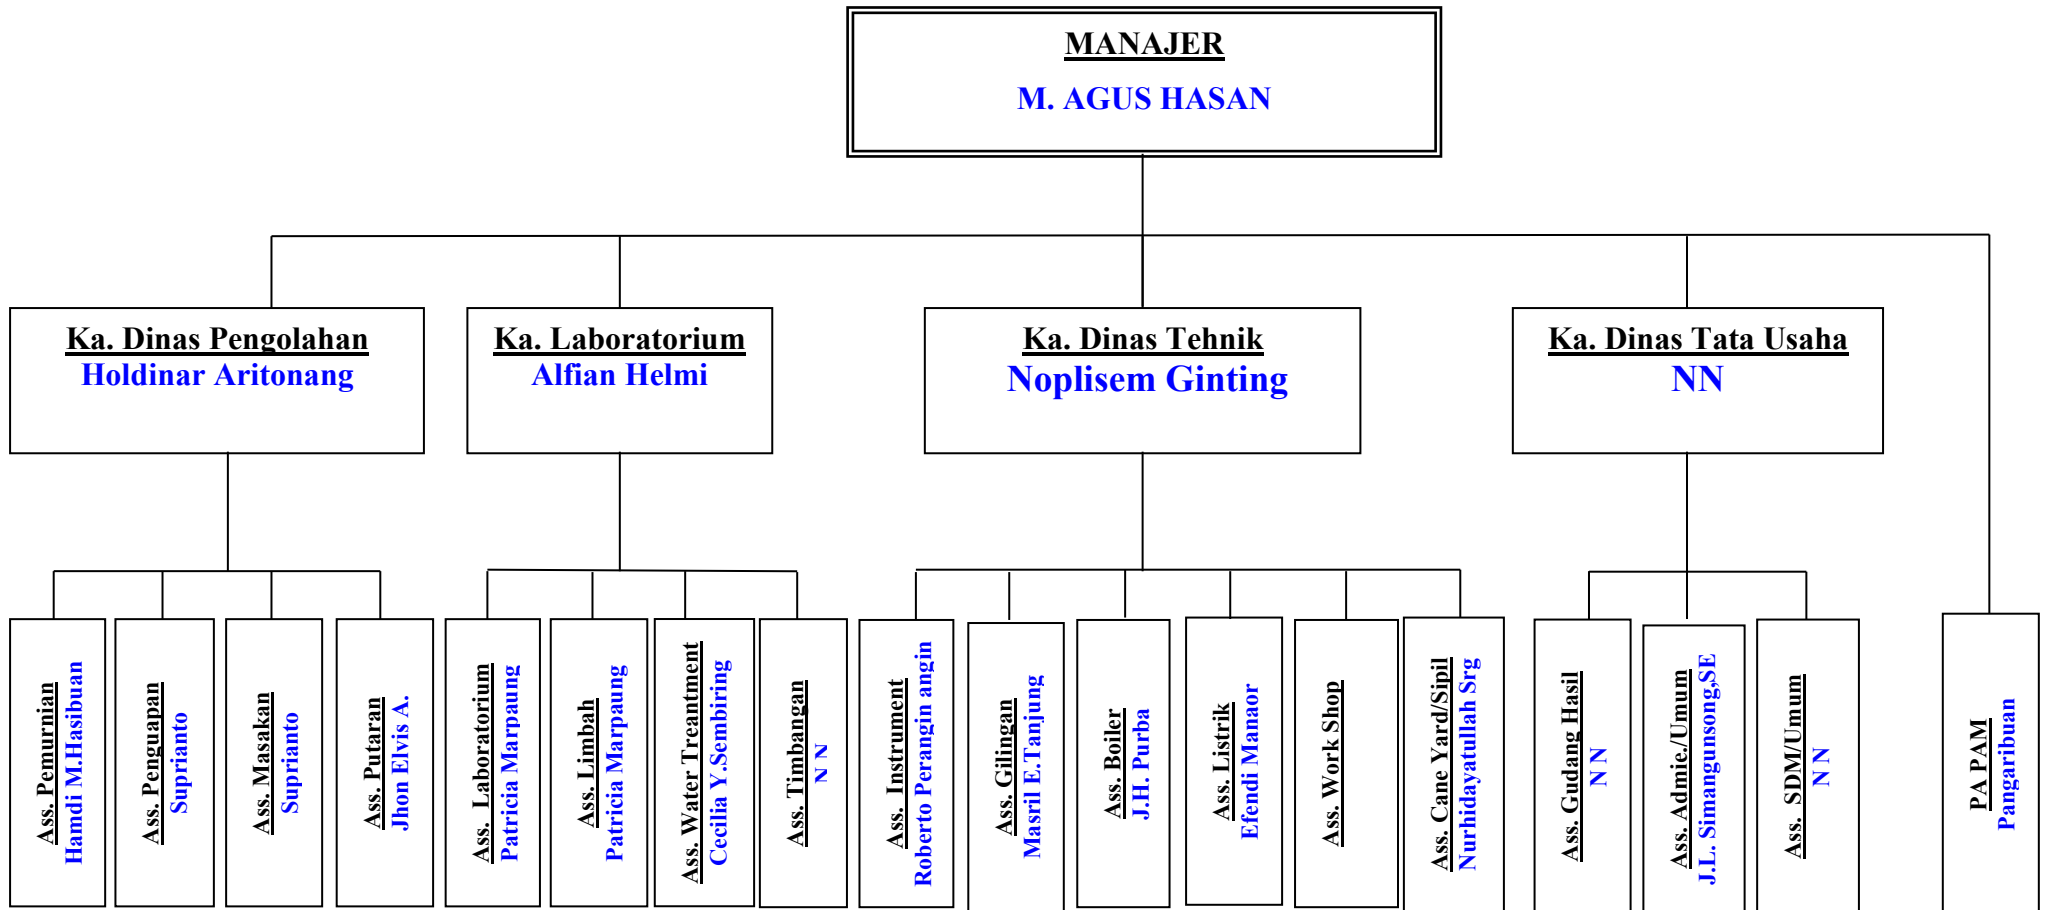 MANAJER
M. AGUS HASAN
Ka. Dinas Pengolahan
Holdinar Aritonang
Ka. Laboratorium
Alfian Helmi
Ka. Dinas Tehnik
Noplisem Ginting
Ka. Dinas Tata Usaha
NN
Ass. Pemurnian
Hamdi M.Hasibuan
Ass. Penguapan
Suprianto
Ass. Masakan
Suprianto
Ass. Putaran
Jhon Elvis A.
Ass. Laboratorium
Patricia Marpaung
Ass. Limbah
Patricia Marpaung
Ass. Water Treantment
Cecilia Y.Sembiring
Ass. Timbangan
N N
Ass. Instrument
Roberto Perangin angin
Ass. Gilingan
Masril E.Tanjung
Ass. Boiler
J.H. Purba
Ass. Listrik
Efendi Manaor
Ass. Work Shop
Ass. Cane Yard/Sipil
Nurhidayatullah Srg
Ass. Gudang Hasil
N N
Ass. Admie./Umum
J.L. Simangunsong,SE
Ass. SDM/Umum
N N
PA PAM
Pangaribuan